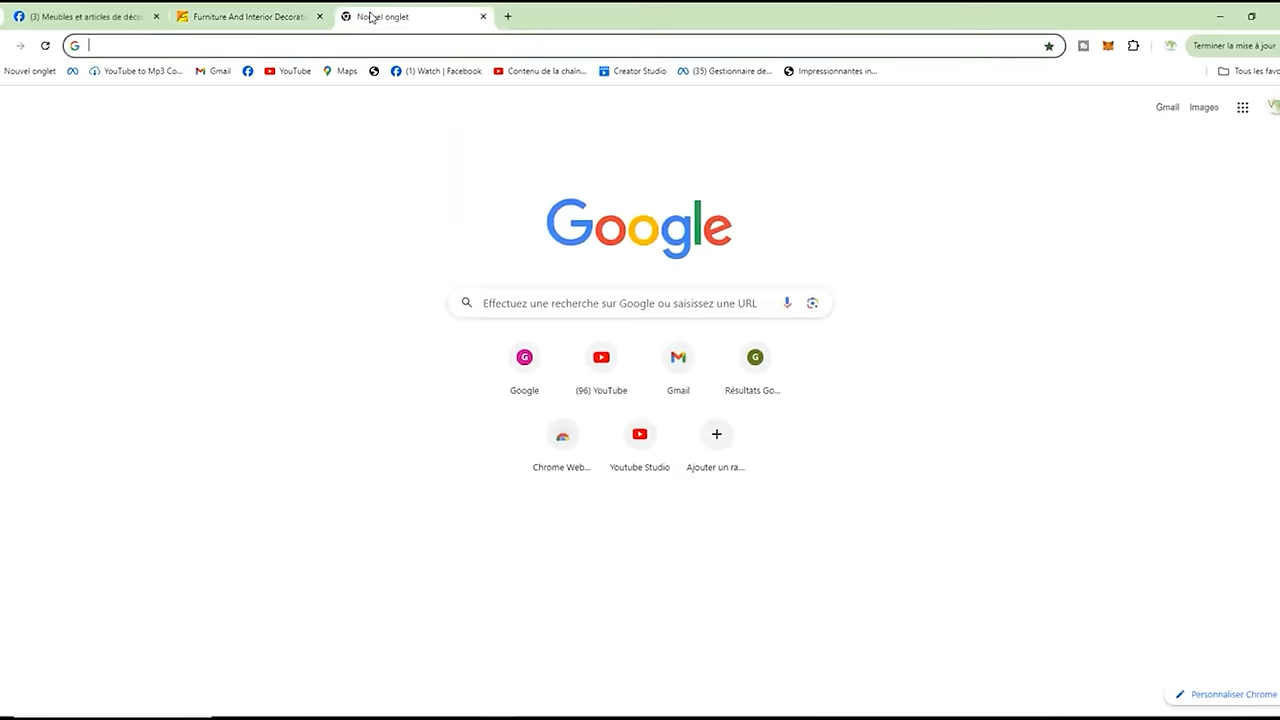 (3) Meubles et articles de déco
Furniture And Interior Decorati
Nouvel onglet
Terminer la mise à jour
Nouvel onglet
YouTube to Mp3 Co...
Gmail
YouTube
Maps
(1) Watch | Facebook
Contenu de la chaîn...
Creator Studio
(35) Gestionnaire de...
Impressionnantes in...
Tous les favo
Gmail
Images
Google
Effectuez une recherche sur Google ou saisissez une URL
Google
(96) YouTube
Gmail
Résultats Go...
Chrome Web...
Youtube Studio
Ajouter un ra...
Personnaliser Chrome